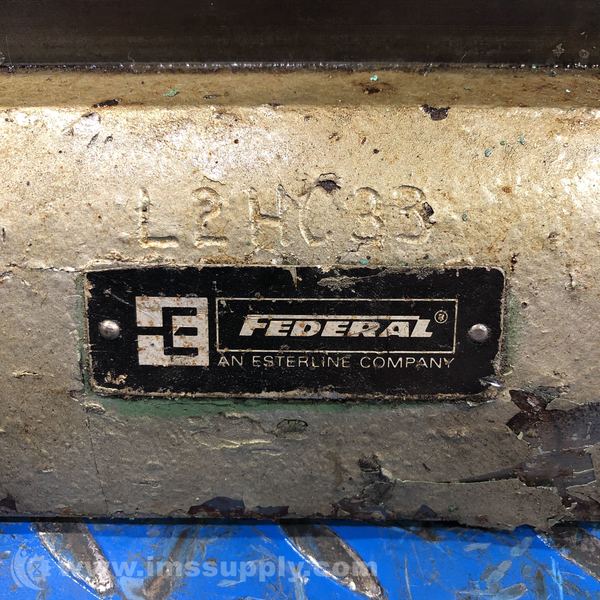 L2HC33
FEDERAL®
AN ESTERLINE COMPANY
www.imssupply.com